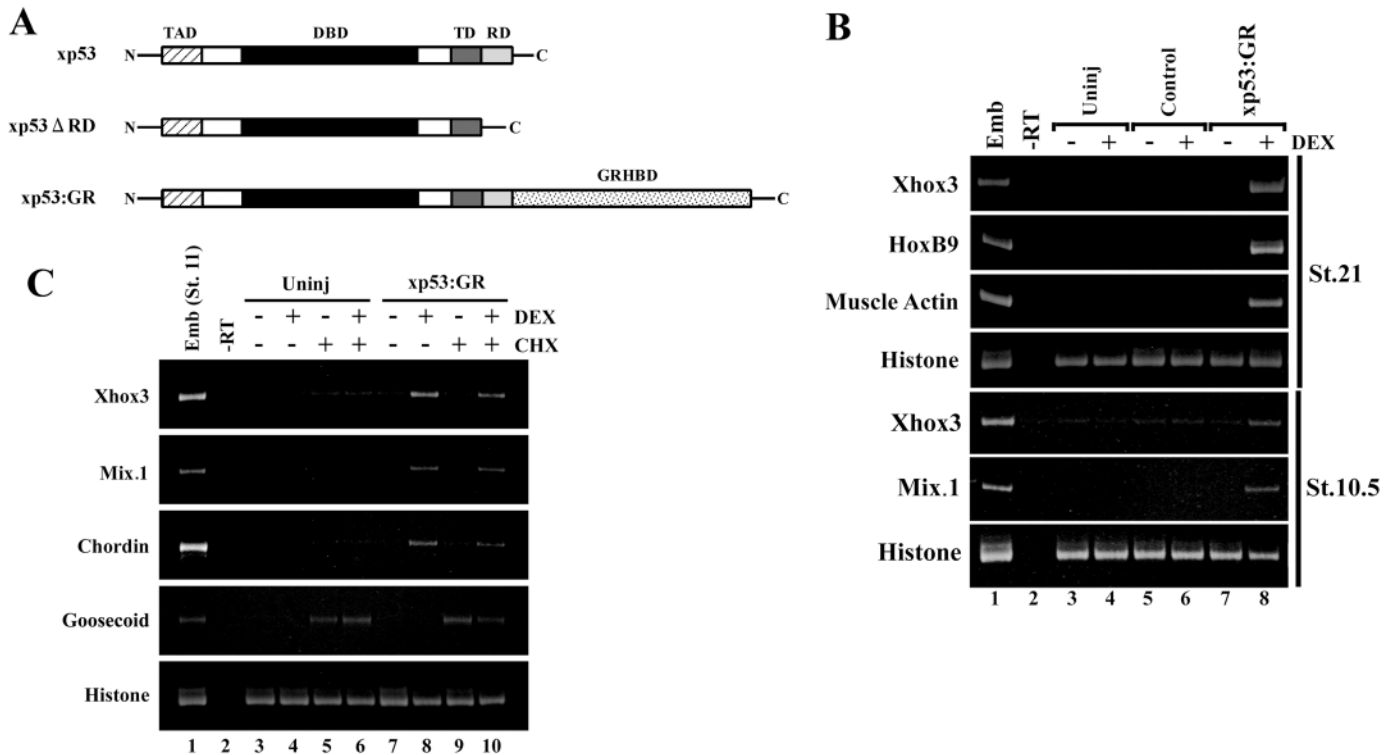 A
TAD DBD TD RD
xp53 N C
xp53 Δ RD N C
GRHBD
xp53:GR N C
B
Emb -RT Uninj Control xp53:GR
- + - + - + DEX
Xhox3
HoxB9
Muscle Actin
Histone
St.21
Xhox3
Mix.1
Histone
St.10.5
1 2 3 4 5 6 7 8
C
Emb (St. 11) -RT Uninj xp53:GR
- + - + - + - + DEX
- - + + - - + + CHX
Xhox3
Mix.1
Chordin
Goosecoid
Histone
1 2 3 4 5 6 7 8 9 10